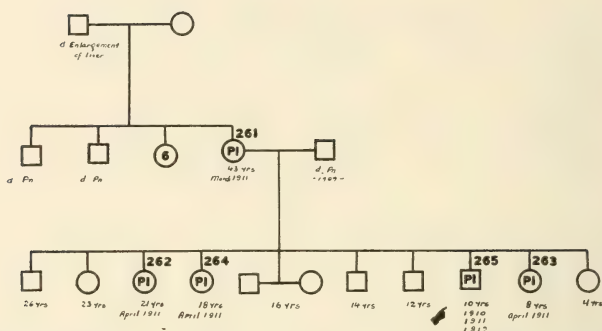 d Enlargement
of liver
261
6
PI
d Pn
d Pn
43 yrs
March 1911
d. Pn
-1909-
262
264
265
263
PI
PI
PI
PI
26 yrs
23 yrs
21 yrs
18 yrs
16 yrs
14 yrs
12 yrs
10 yrs
8 yrs
4 yrs
April 1911
April 1911
1910
April 1911
1911
1912